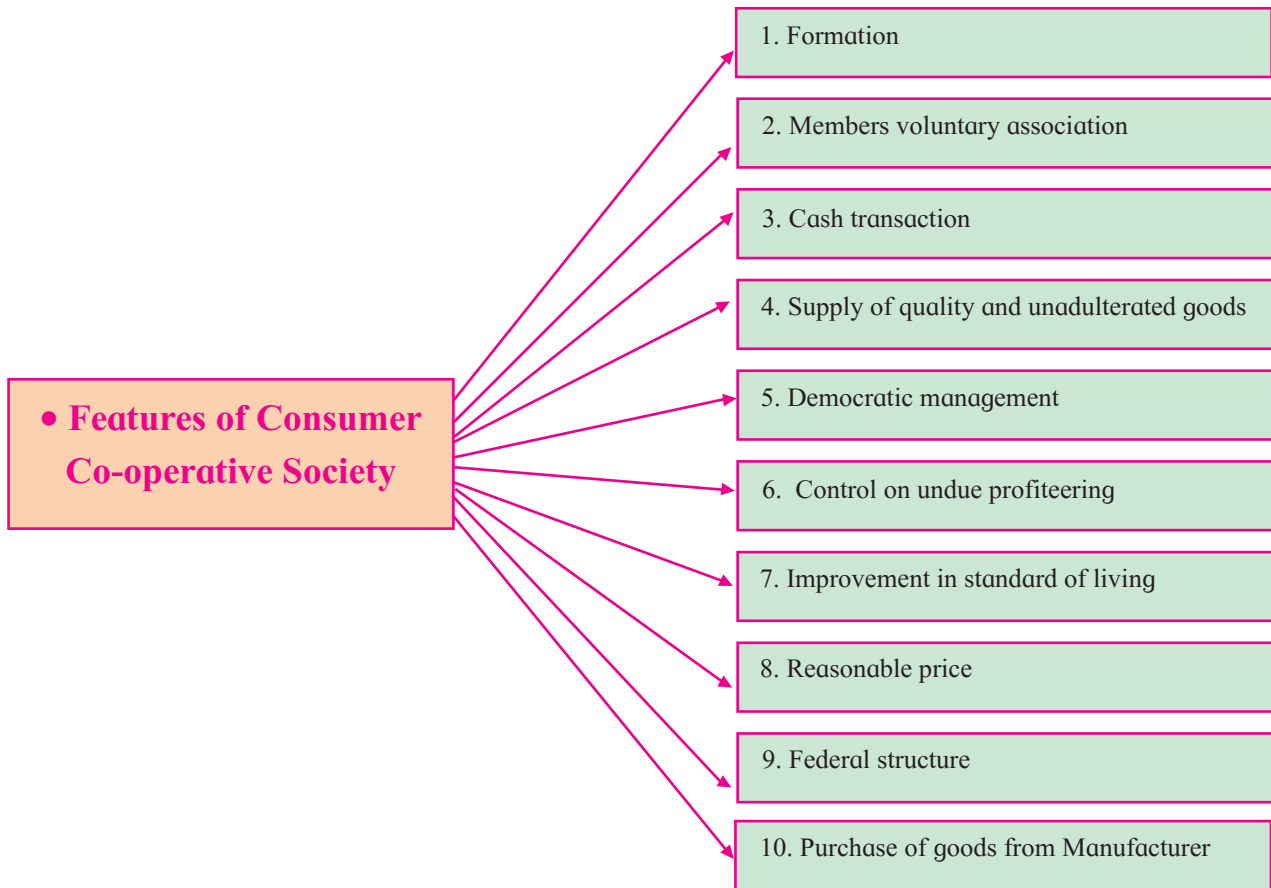 • Features of Consumer
Co-operative Society
1. Formation
2. Members voluntary association
3. Cash transaction
4. Supply of quality and unadulterated goods
5. Democratic management
6. Control on undue profiteering
7. Improvement in standard of living
8. Reasonable price
9. Federal structure
10. Purchase of goods from Manufacturer